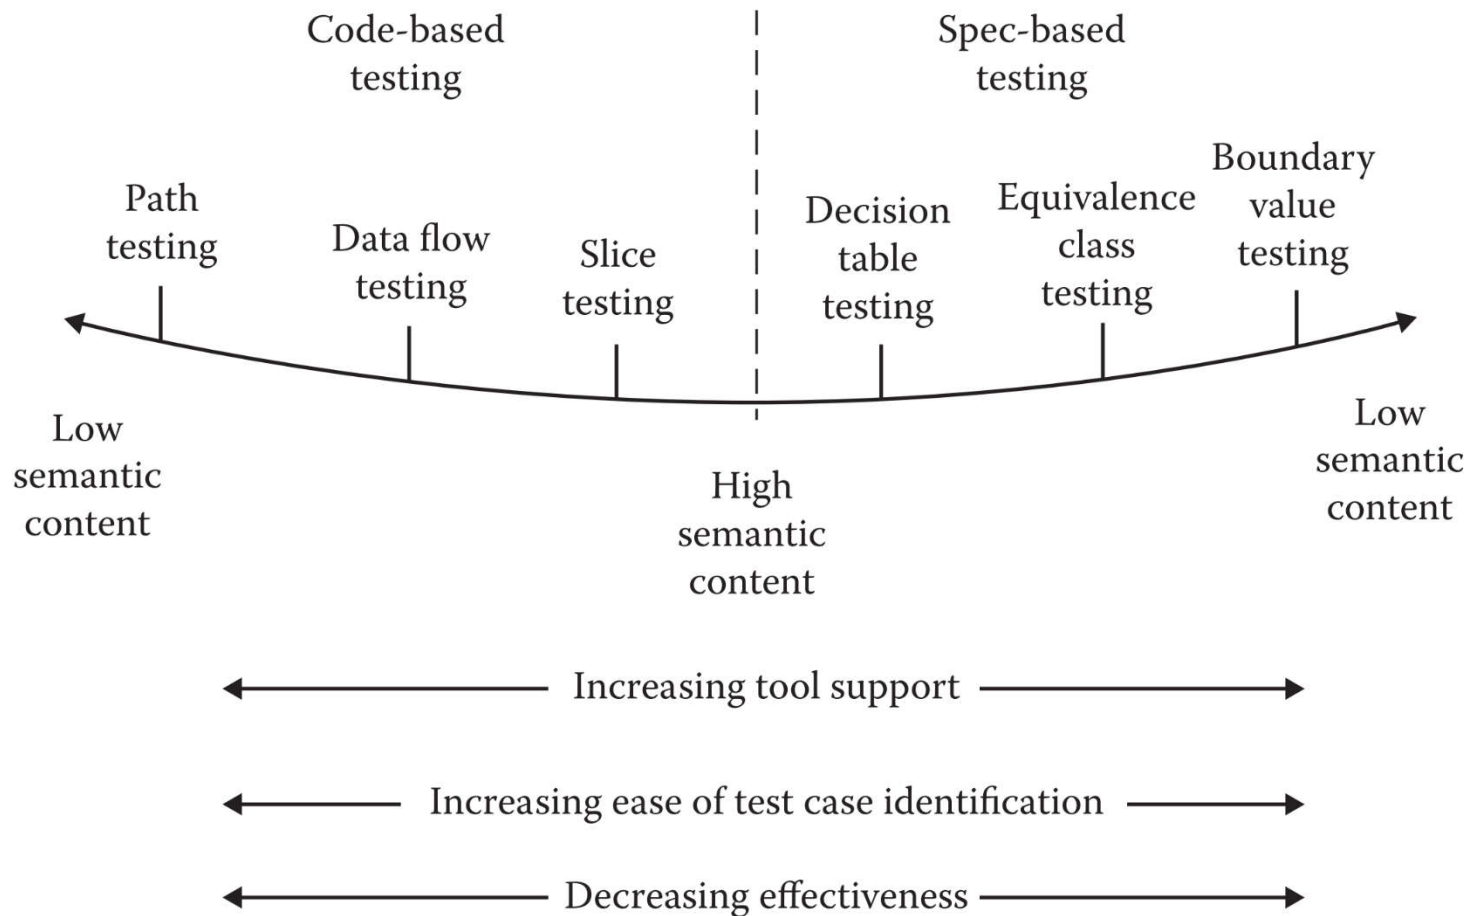 Code-based
testing
Spec-based
testing
Path
testing
Data flow
testing
Slice
testing
Decision
table
testing
Equivalence
class
testing
Boundary
value
testing
Low
semantic
content
High
semantic
content
Low
semantic
content
Increasing tool support
Increasing ease of test case identification
Decreasing effectiveness